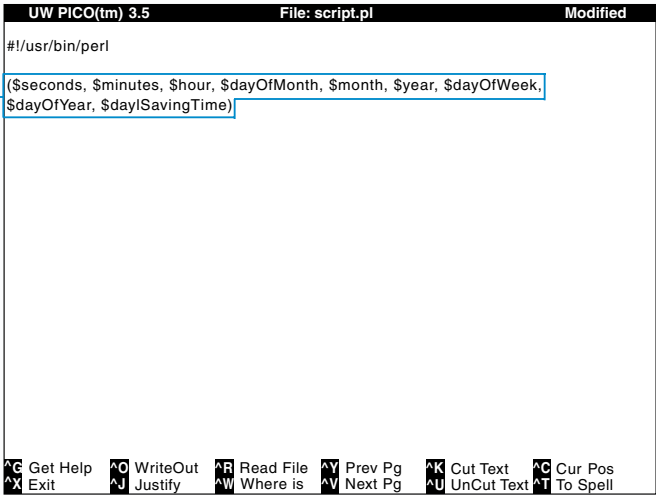 UW PICO(tm) 3.5 File: script.pl Modified
#!/usr/bin/perl
($seconds, $minutes, $hour, $dayOfMonth, $month, $year, $dayOfWeek,
$dayOfYear, $daylSavingTime)
^G Get Help ^O WriteOut ^R Read File ^Y Prev Pg ^K Cut Text ^C Cur Pos
^X Exit ^J Justify ^W Where is ^V Next Pg ^U UnCut Text ^T To Spell